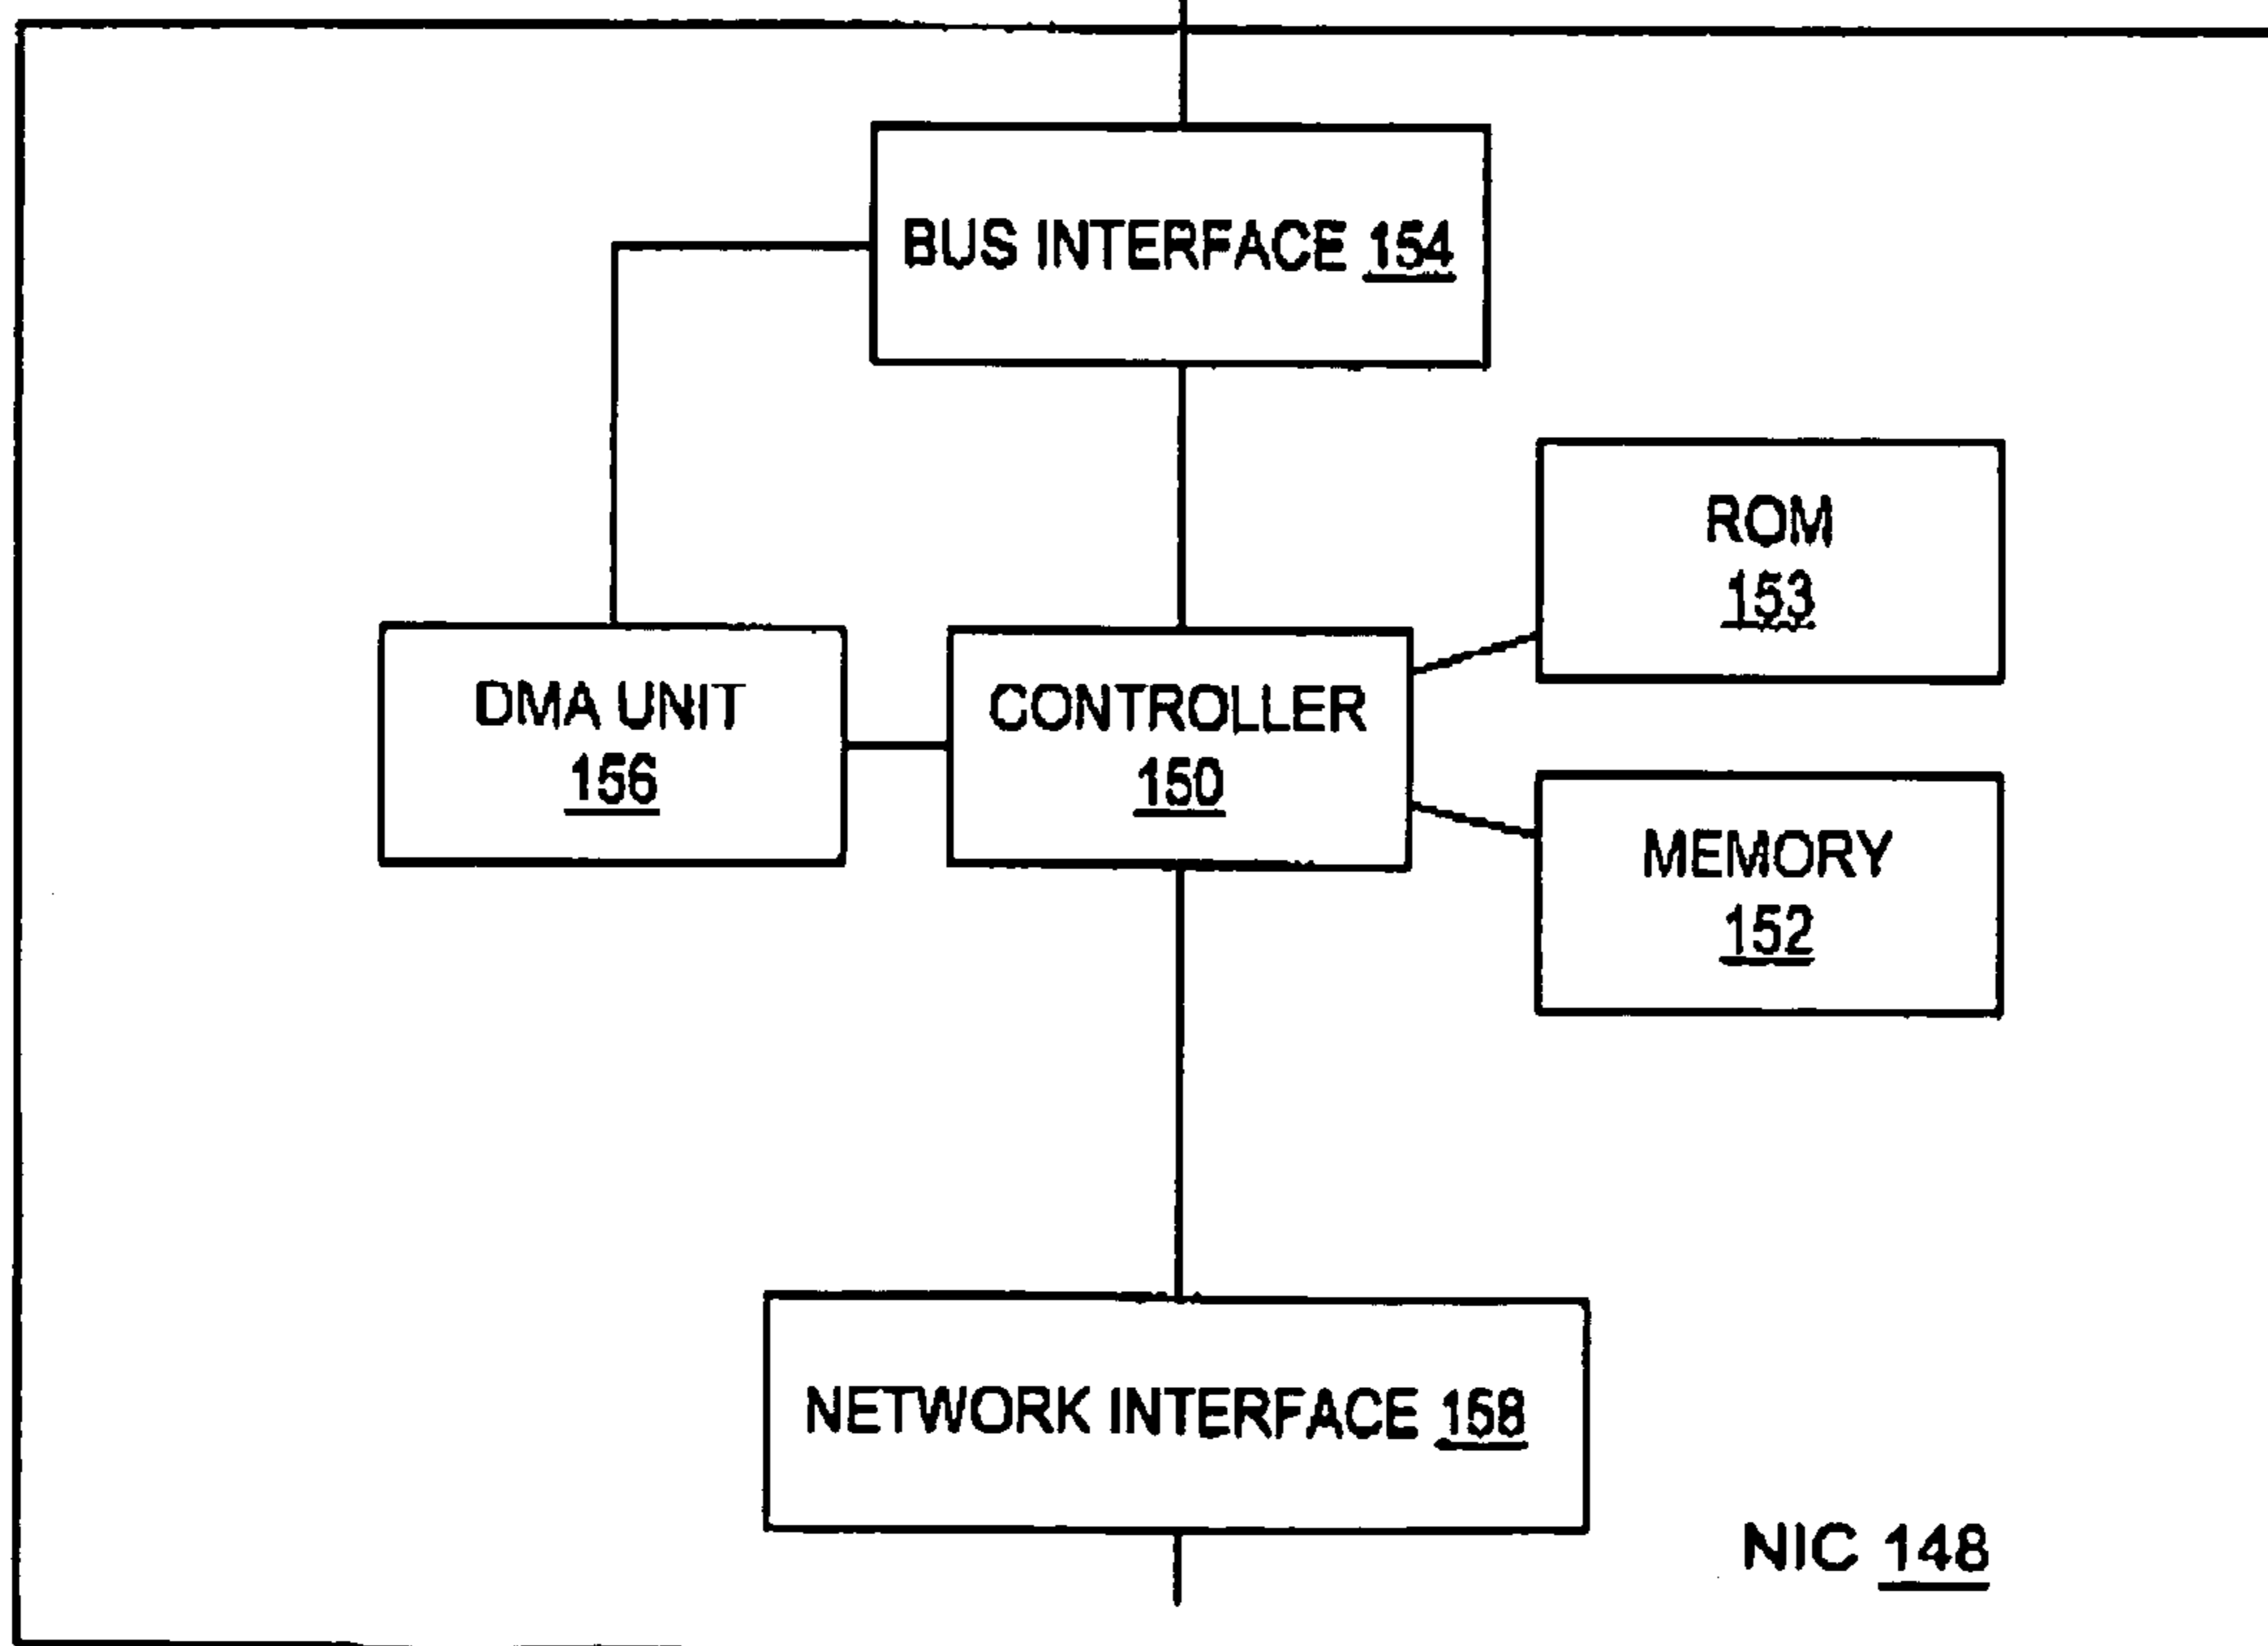 BUS INTERFACE 154
ROM
153
DMA UNIT
156
CONTROLLER
150
MEMORY
152
NETWORK INTERFACE 158
NIC 148